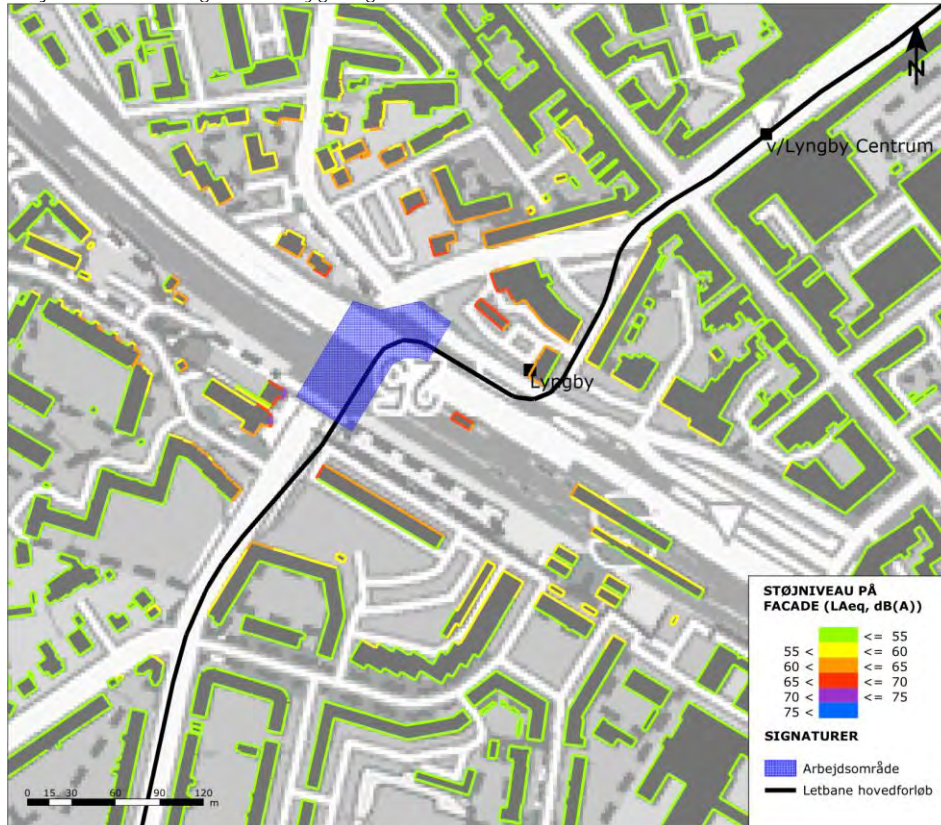 N
v/Lyngby Centrum
Lyngby
STØJNIVEAU PÅ
FACADE (LAeq, dB(A))
<= 55
55 < <= 60
60 < <= 65
65 < <= 70
70 < <= 75
75 <
SIGNATURER
Arbejdsområde
Letbane hovedforløb
0 15 30 60 90 120
m